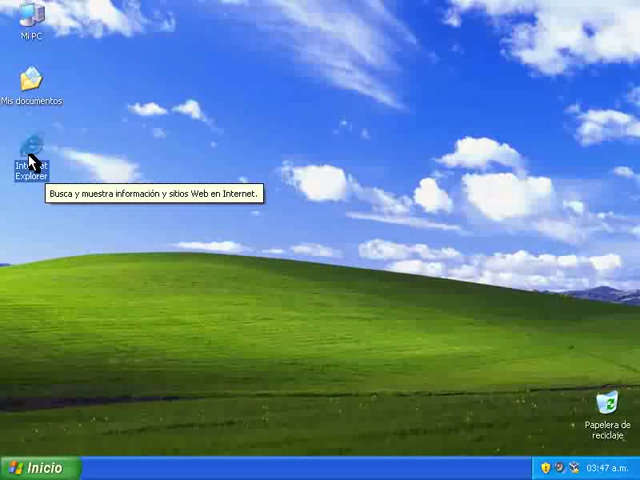 Mi PC
Mis documentos
Internet
Explorer
Busca y muestra información y sitios Web en Internet.
Papelera de
reciclaje
Inicio
03:47 a.m.